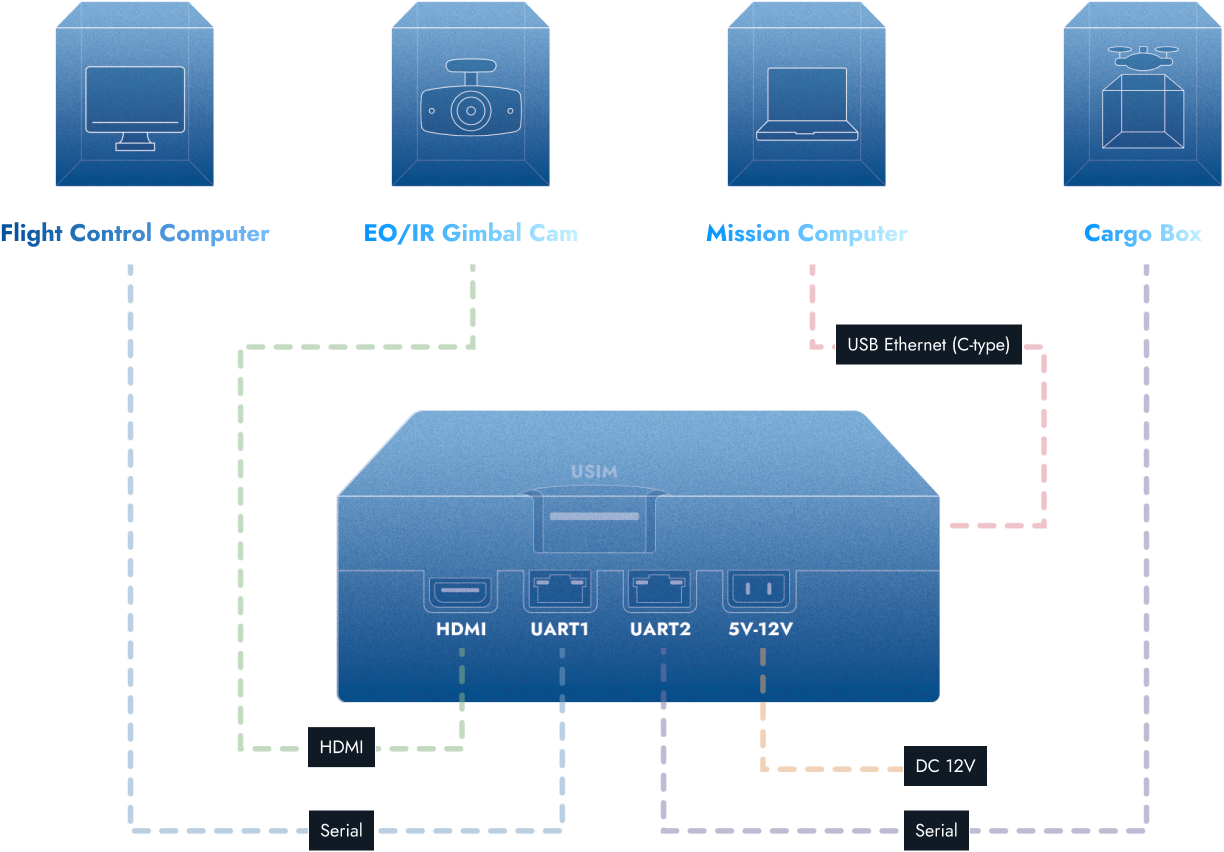 Flight Control Computer
EO/IR Gimbal Cam
Mission Computer
Cargo Box
USB Ethernet (C-type)
USIM
HDMI
UART1
UART2
5V-12V
HDMI
DC 12V
Serial
Serial